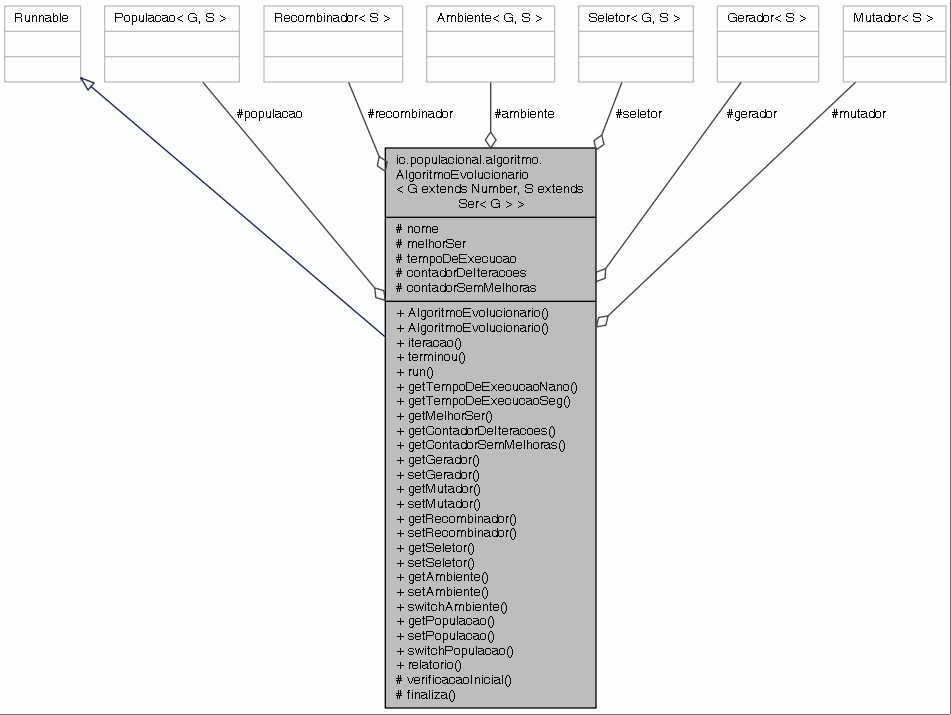 Runnable
Populacao< G, S >
Recombinador< S >
Ambiente< G, S >
Seletor< G, S >
Gerador< S >
Mutador< S >
#populacao
#recombinador
#ambiente
#seletor
#gerador
#mutador
ic.populacional.algoritmo.
AlgoritmoEvolucionario
< G extends Number, S extends
Ser< G > >
# nome
# melhorSer
# tempoDeExecucao
# contadorDeIteracoes
# contadorSemMelhoras
+ AlgoritmoEvolucionario()
+ AlgoritmoEvolucionario()
+ iteracao()
+ terminou()
+ run()
+ getTempoDeExecucaoNano()
+ getTempoDeExecucaoSeg()
+ getMelhorSer()
+ getContadorDeIteracoes()
+ getContadorSemMelhoras()
+ getGerador()
+ setGerador()
+ getMutador()
+ setMutador()
+ getRecombinador()
+ setRecombinador()
+ getSeletor()
+ setSeletor()
+ getAmbiente()
+ setAmbiente()
+ switchAmbiente()
+ getPopulacao()
+ setPopulacao()
+ switchPopulacao()
+ relatorio()
# verificacaoInicial()
# finaliza()